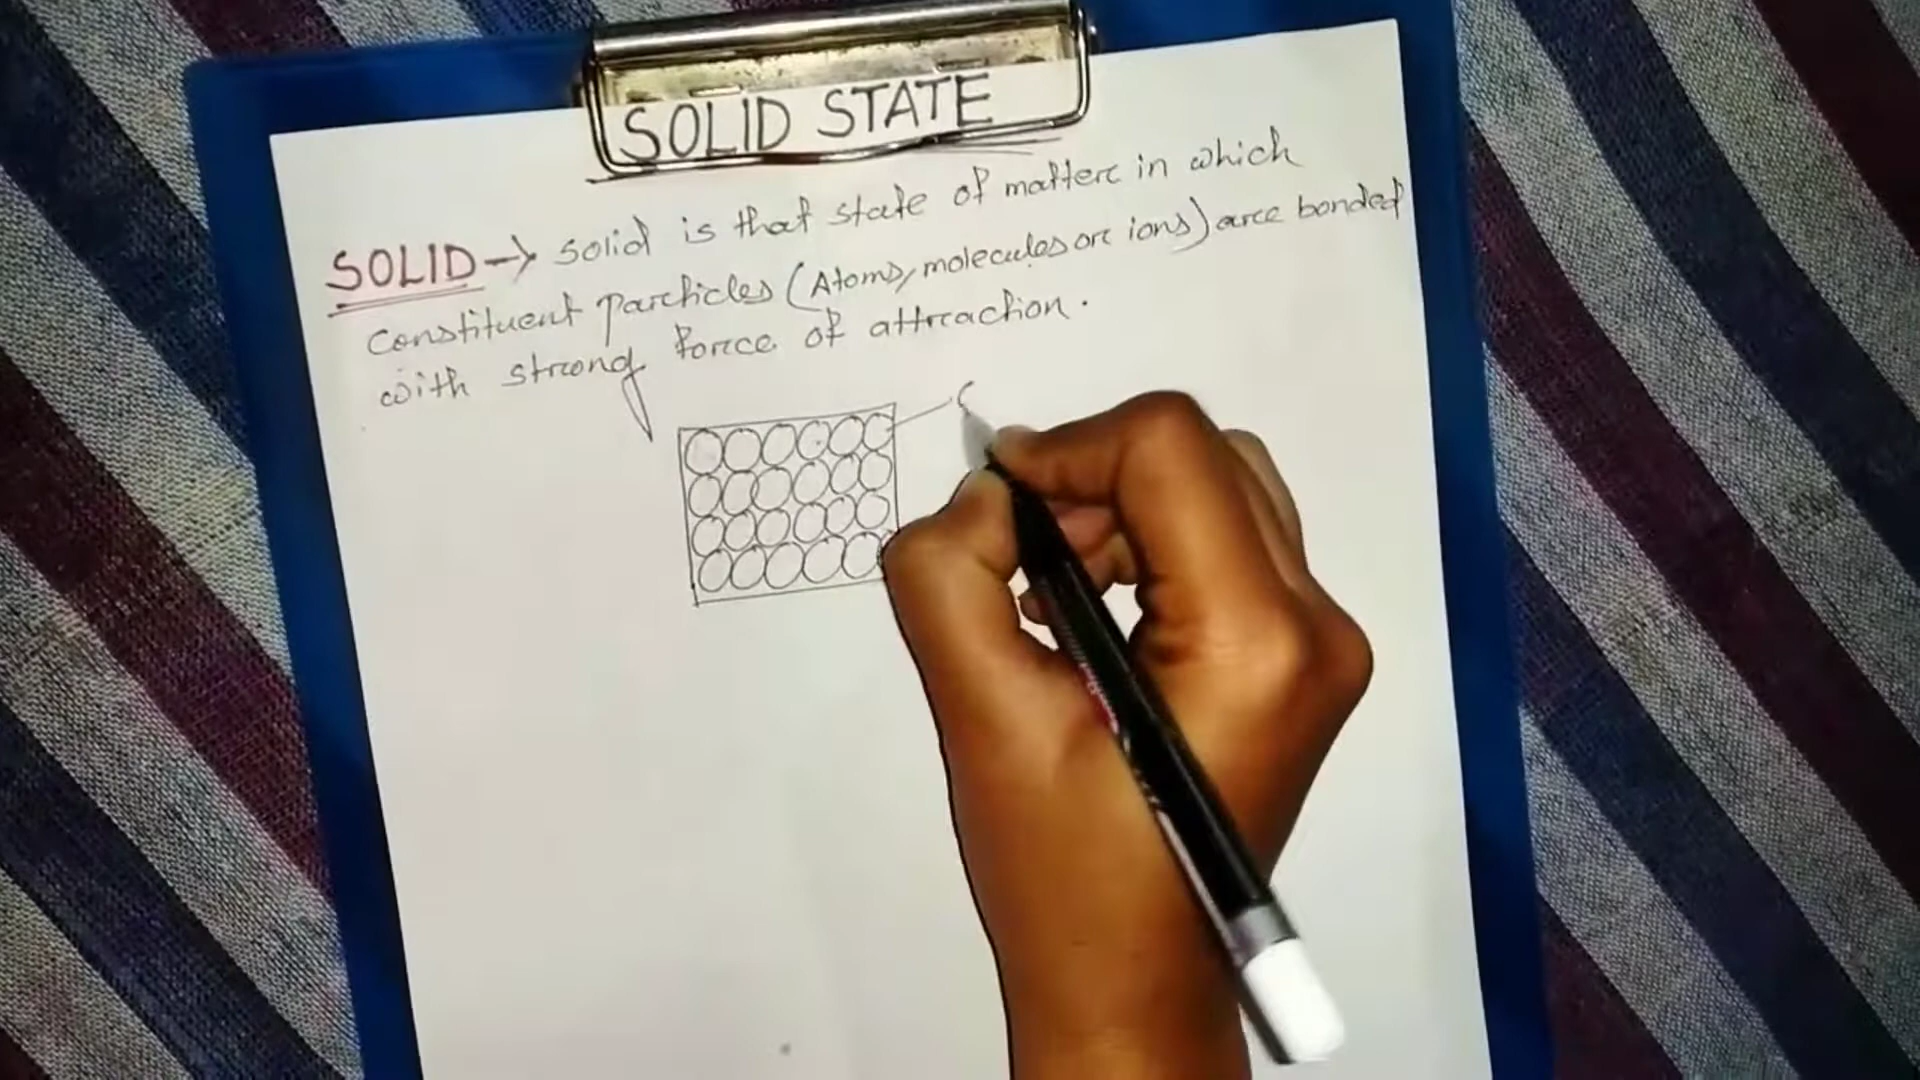 SOLID STATE
SOLID → solid is that state of matter in which
constituent particles (Atoms, molecules or ions) are bonded
with strong force of attraction.
C